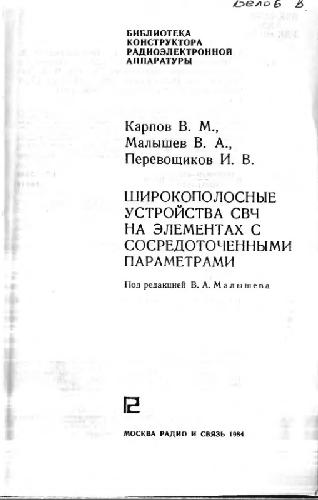 Белов В
БИБЛИОТЕКА
КОНСТРУКТОРА
РАДИОЭЛЕКТРОННОЙ
АППАРАТУРЫ
Карпов В. М.,
Малышев В. А.,
Перевощиков И. В.
ШИРОКОПОЛОСНЫЕ
УСТРОЙСТВА СВЧ
НА ЭЛЕМЕНТАХ С
СОСРЕДОТОЧЕННЫМИ
ПАРАМЕТРАМИ
Под редакцией В. А. Малышева
МОСКВА РАДИО И СВЯЗЬ 1984